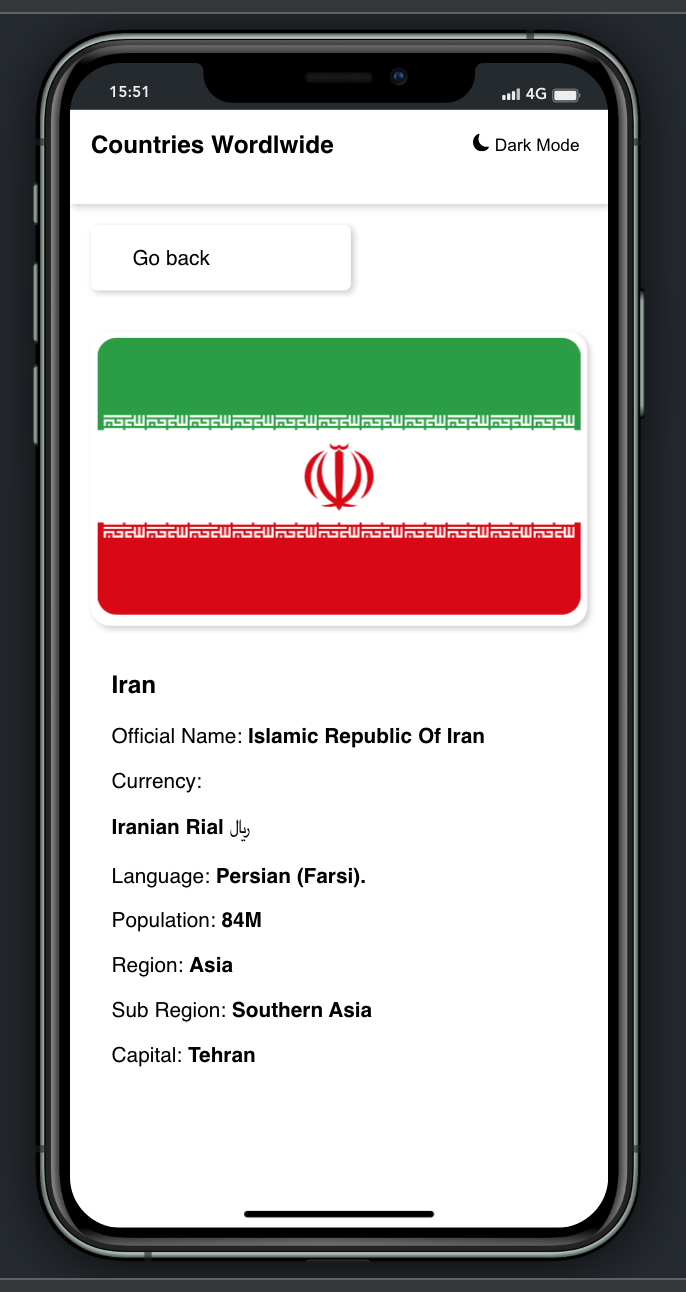 15:51
4G
Countries Wordlwide
Dark Mode
Go back
Iran
Official Name: Islamic Republic Of Iran
Currency:
Iranian Rial ﷼
Language: Persian (Farsi).
Population: 84M
Region: Asia
Sub Region: Southern Asia
Capital: Tehran